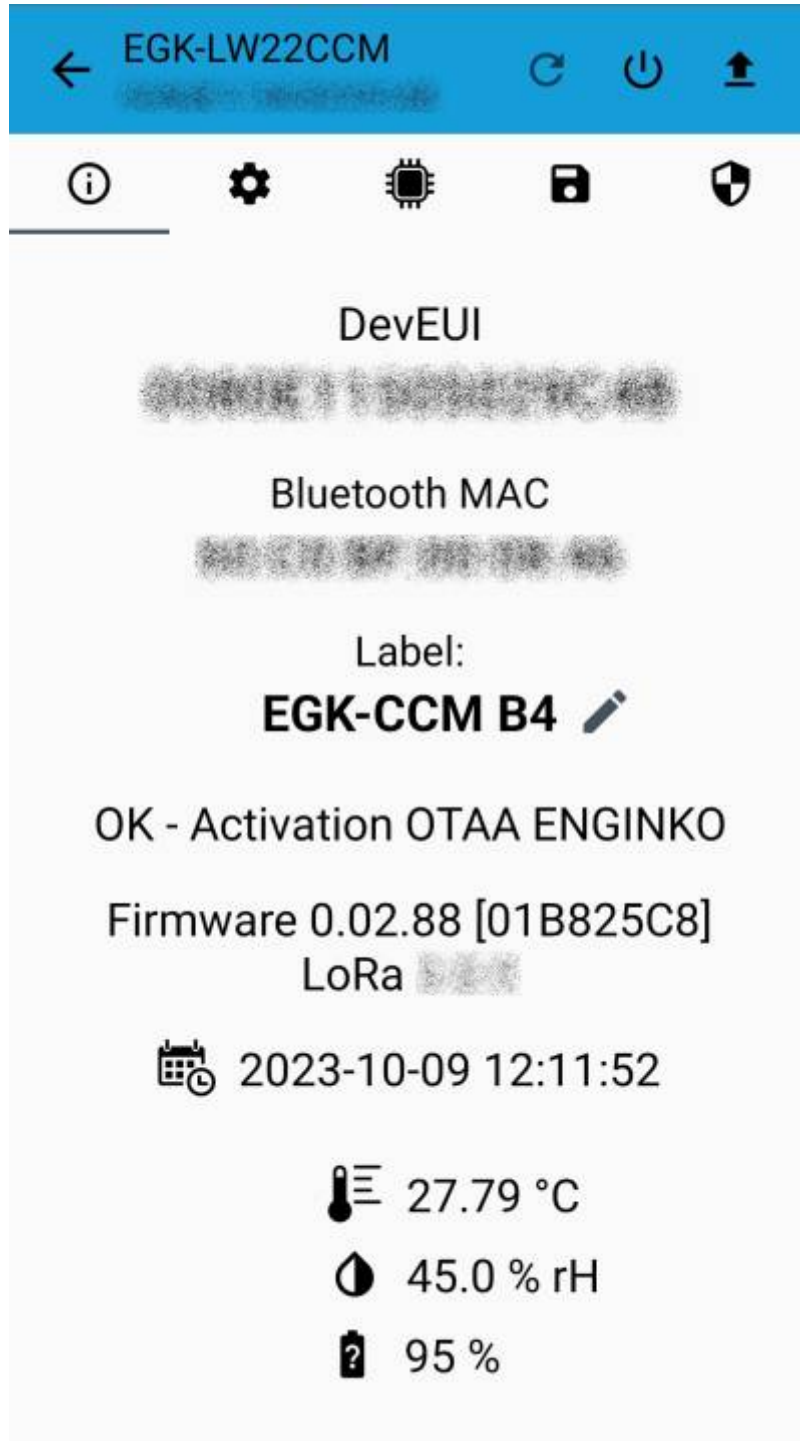 EGK-LW22CCM
DevEUI
Bluetooth MAC
Label:
EGK-CCM B4
OK - Activation OTAA ENGINKO
Firmware 0.02.88 [01B825C8]
LoRa
2023-10-09 12:11:52
27.79 °C
45.0 % rH
95 %